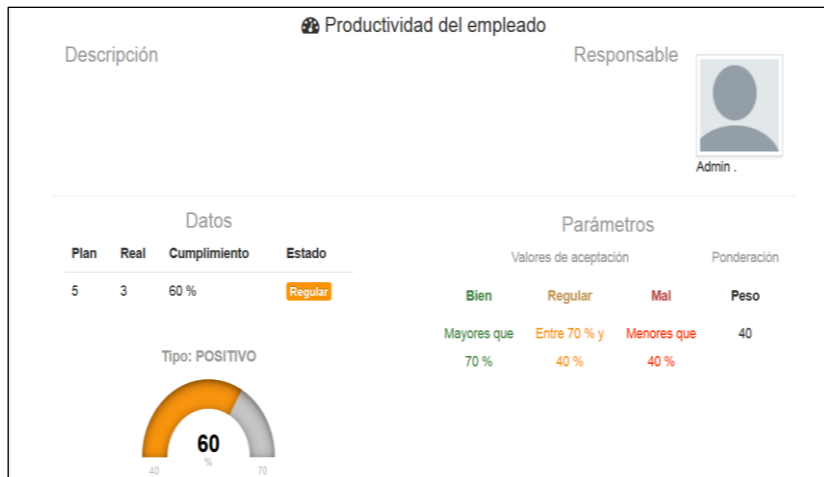 Productividad del empleado
Descripción
Responsable
Admin .
Datos
Plan Real Cumplimiento Estado
5 3 60 % Regular
Tipo: POSITIVO
60
%
40 70
Parámetros
Valores de aceptación Ponderación
Bien Regular Mal Peso
Mayores que Entre 70 % y Menores que 40
70 % 40 % 40 %